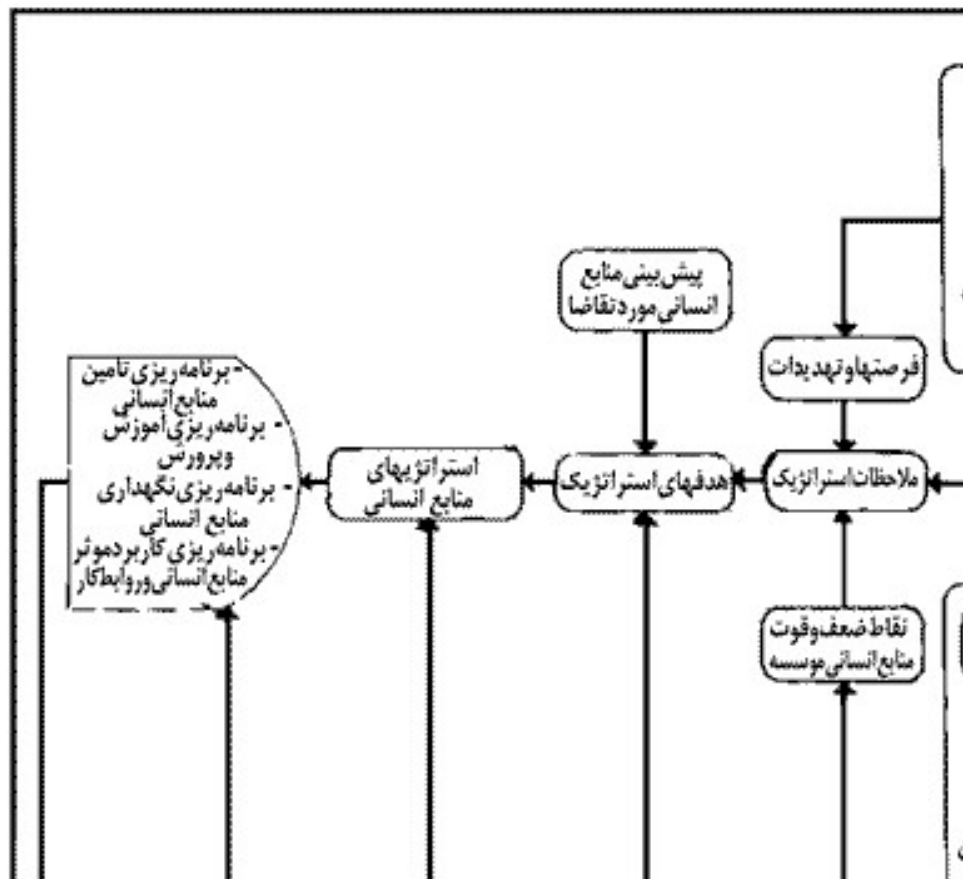 پیش‌بینی منابع
انسانی مورد تقاضا
فرصتها و تهدیدات
ملاحظات استراتژیک
هدفهای استراتژیک
استراتژیهای
منابع انسانی
- برنامه‌ریزی تامین
منابع انسانی
- برنامه‌ریزی آموزش
وپرورش
- برنامه‌ریزی نگهداری
منابع انسانی
- برنامه‌ریزی کاربرد موثر
منابع انسانی و روابط کار
نقاط ضعف و قوت
منابع انسانی موسسه